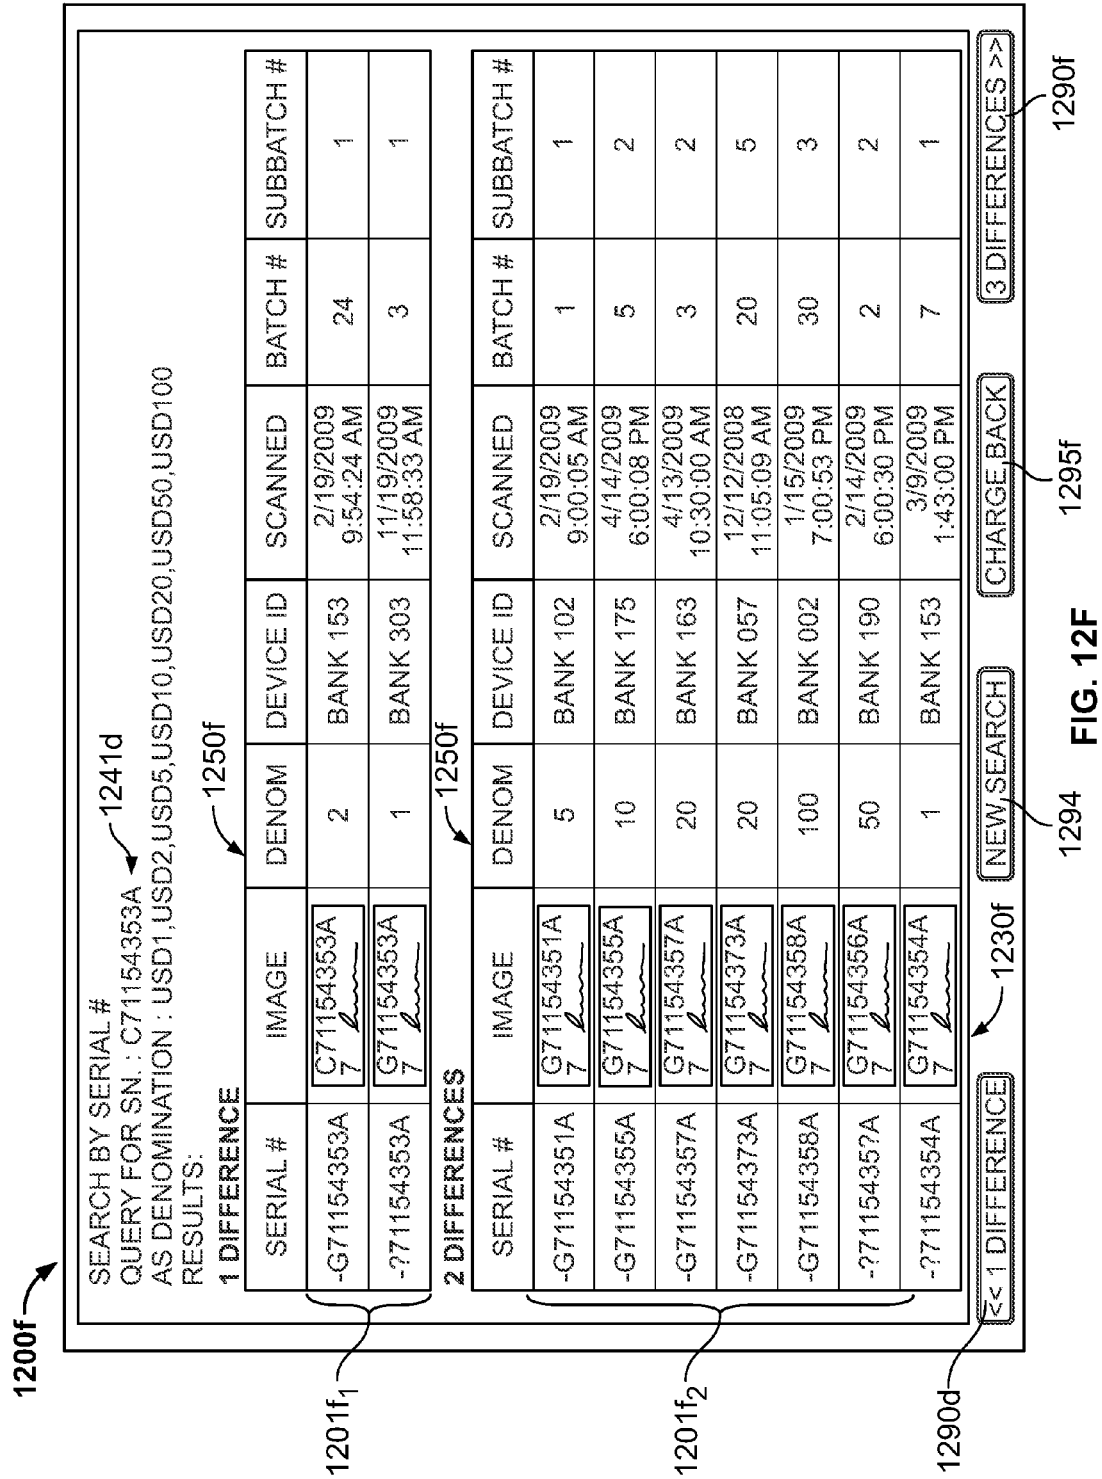 1200f
SEARCH BY SERIAL #
QUERY FOR SN. : C71154353A
1241d
AS DENOMINATION : USD1,USD2,USD5,USD10,USD20,USD50,USD100
RESULTS:
1 DIFFERENCE
1250f
SERIAL # IMAGE DENOM DEVICE ID SCANNED BATCH # SUBBATCH #
-G71154353A C71154353A 7 2 BANK 153 2/19/2009 9:54:24 AM 24 1
-?71154353A G71154353A 7 1 BANK 303 11/19/2009 11:58:33 AM 3 1
1201f1
2 DIFFERENCES
1250f
SERIAL # IMAGE DENOM DEVICE ID SCANNED BATCH # SUBBATCH #
-G71154351A G71154351A 7 5 BANK 102 2/19/2009 9:00:05 AM 1 1
-G71154355A G71154355A 7 10 BANK 175 4/14/2009 6:00:08 PM 5 2
-G71154357A G71154357A 7 20 BANK 163 4/13/2009 10:30:00 AM 3 2
-G71154373A G71154373A 7 20 BANK 057 12/12/2008 11:05:09 AM 20 5
-G71154358A G71154358A 7 100 BANK 002 1/15/2009 7:00:53 PM 30 3
-?7115435?A G71154356A 7 50 BANK 190 2/14/2009 6:00:30 PM 2 2
-?71154354A G71154354A 7 1 BANK 153 3/9/2009 1:43:00 PM 7 1
1201f2
<< 1 DIFFERENCE NEW SEARCH CHARGE BACK 3 DIFFERENCES >>
1290d 1230f 1294 1295f 1290f
FIG. 12F